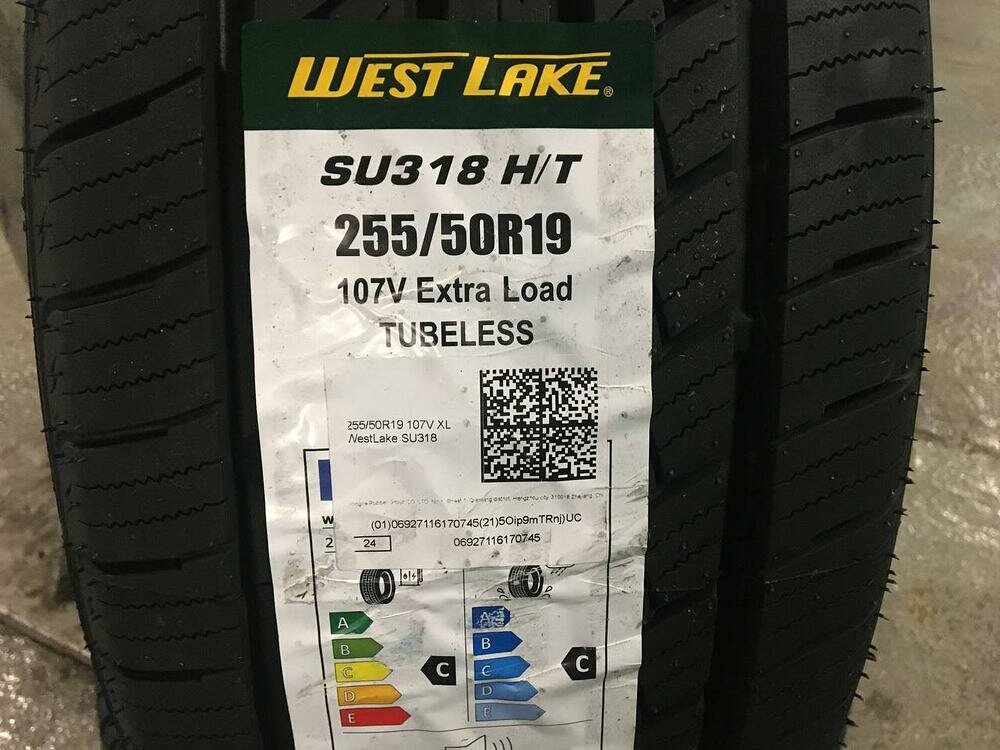 WEST LAKE®
SU318 H/T
255/50R19
107V Extra Load
TUBELESS
255/50R19 107V XL
WestLake SU318
(01)06927116170745(21)5Oip9mTRnj)UC
24
06927116170745
A
B
C
D
E
C
A
B
C
D
E
C